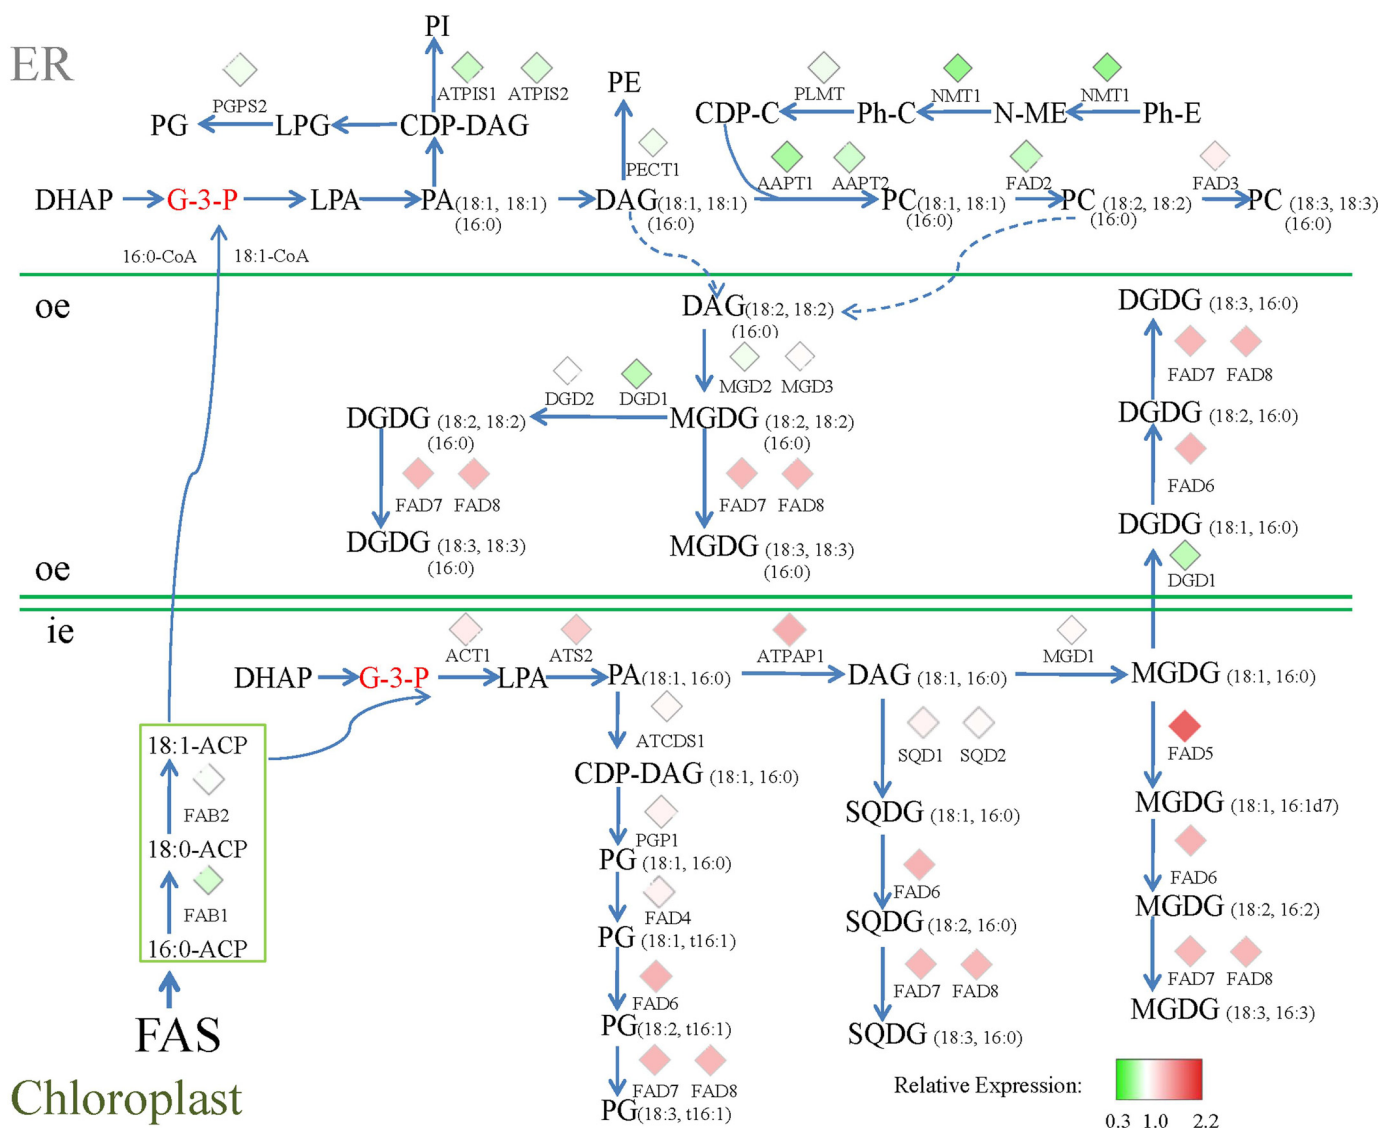 ER
PI
PGPS2
ATPIS1
ATPIS2
PE
PLMT
NMT1
NMT1
PG
LPG
CDP-DAG
CDP-C
Ph-C
N-ME
Ph-E
PECT1
AAPT1
AAPT2
FAD2
FAD3
DHAP
G-3-P
LPA
PA(18:1, 18:1)
(16:0)
DAG(18:1, 18:1)
(16:0)
PC(18:1, 18:1)
(16:0)
PC (18:2, 18:2)
(16:0)
PC (18:3, 18:3)
(16:0)
16:0-CoA
18:1-CoA
oe
DAG(18:2, 18:2)
(16:0)
DGDG (18:3, 16:0)
MGD2
MGD3
FAD7
FAD8
DGD2
DGD1
DGDG (18:2, 18:2)
(16:0)
MGDG (18:2, 18:2)
(16:0)
DGDG (18:2, 16:0)
FAD7
FAD8
FAD7
FAD8
FAD6
DGDG (18:3, 18:3)
(16:0)
MGDG (18:3, 18:3)
(16:0)
DGDG (18:1, 16:0)
oe
DGD1
ie
ACT1
ATS2
ATPAP1
MGD1
DHAP
G-3-P
LPA
PA(18:1, 16:0)
DAG (18:1, 16:0)
MGDG (18:1, 16:0)
18:1-ACP
ATCDS1
SQD1
SQD2
FAD5
CDP-DAG (18:1, 16:0)
FAB2
SQDG (18:1, 16:0)
MGDG (18:1, 16:1d7)
PGP1
18:0-ACP
PG (18:1, 16:0)
FAD6
FAD6
FAB1
FAD4
SQDG (18:2, 16:0)
MGDG (18:2, 16:2)
16:0-ACP
PG (18:1, t16:1)
FAD6
FAD7
FAD8
FAD7
FAD8
FAS
PG(18:2, t16:1)
SQDG (18:3, 16:0)
MGDG (18:3, 16:3)
FAD7
FAD8
Chloroplast
PG(18:3, t16:1)
Relative Expression:
0.3 1.0 2.2